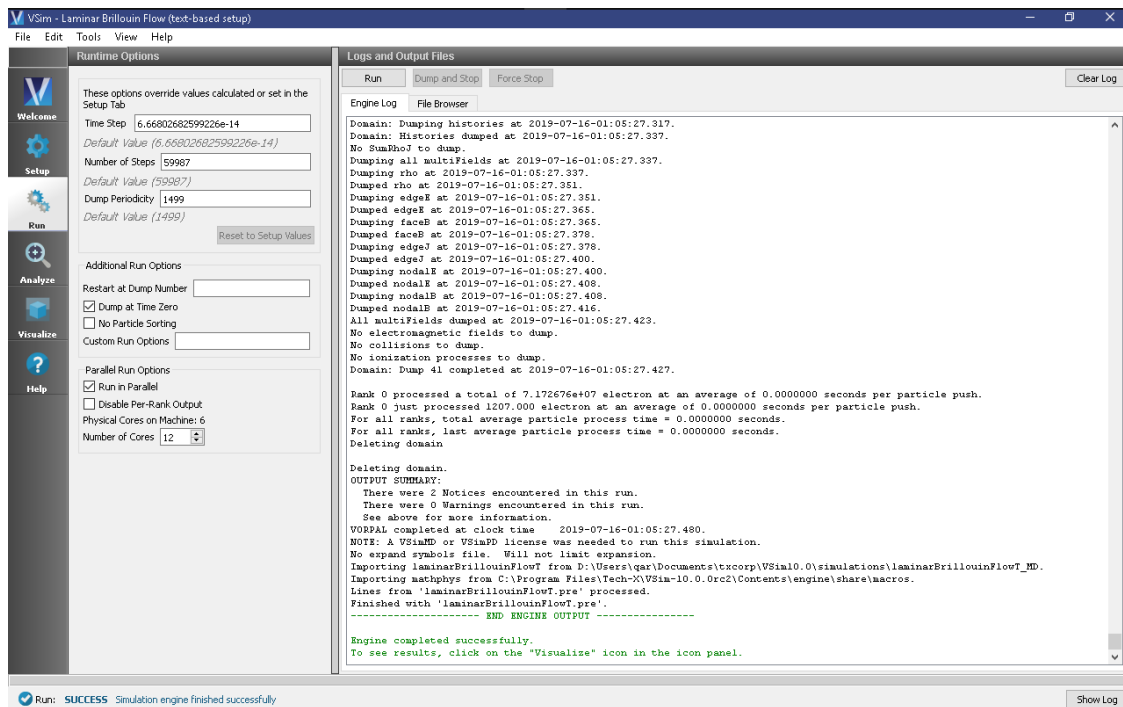 VSim - Laminar Brillouin Flow (text-based setup)
File Edit Tools View Help
Welcome
Setup
Run
Analyze
Visualize
Help
Runtime Options
These options override values calculated or set in the
Setup Tab
Time Step 6.66802682599226e-14
Default Value (6.66802682599226e-14)
Number of Steps 59987
Default Value (59987)
Dump Periodicity 1499
Default Value (1499)
Reset to Setup Values
Additional Run Options
Restart at Dump Number
Dump at Time Zero
No Particle Sorting
Custom Run Options
Parallel Run Options
Run in Parallel
Disable Per-Rank Output
Physical Cores on Machine: 6
Number of Cores 12
Logs and Output Files
Run Dump and Stop Force Stop Clear Log
Engine Log File Browser
Domain: Dumping histories at 2019-07-16-01:05:27.317.
Domain: Histories dumped at 2019-07-16-01:05:27.337.
No SumRhoJ to dump.
Dumping all multiFields at 2019-07-16-01:05:27.337.
Dumping rho at 2019-07-16-01:05:27.337.
Dumped rho at 2019-07-16-01:05:27.351.
Dumping edgeE at 2019-07-16-01:05:27.351.
Dumped edgeE at 2019-07-16-01:05:27.365.
Dumping faceB at 2019-07-16-01:05:27.365.
Dumped faceB at 2019-07-16-01:05:27.378.
Dumping edgeJ at 2019-07-16-01:05:27.378.
Dumped edgeJ at 2019-07-16-01:05:27.400.
Dumping nodalE at 2019-07-16-01:05:27.400.
Dumped nodalE at 2019-07-16-01:05:27.408.
Dumping nodalB at 2019-07-16-01:05:27.408.
Dumped nodalB at 2019-07-16-01:05:27.416.
All multiFields dumped at 2019-07-16-01:05:27.423.
No electromagnetic fields to dump.
No collisions to dump.
No ionization processes to dump.
Domain: Dump 41 completed at 2019-07-16-01:05:27.427.
Rank 0 processed a total of 7.172676e+07 electron at an average of 0.0000000 seconds per particle push.
Rank 0 just processed 1207.000 electron at an average of 0.0000000 seconds per particle push.
For all ranks, total average particle process time = 0.0000000 seconds.
For all ranks, last average particle process time = 0.0000000 seconds.
Deleting domain
Deleting domain.
OUTPUT SUMMARY:
There were 2 Notices encountered in this run.
There were 0 Warnings encountered in this run.
See above for more information.
VORPAL completed at clock time 2019-07-16-01:05:27.480.
NOTE: A VSimMD or VSimPD license was needed to run this simulation.
No expand symbols file. Will not limit expansion.
Importing laminarBrillouinFlowT from D:\Users\qar\Documents\txcorp\VSim10.0\simulations\laminarBrillouinFlowT_MD.
Importing mathphys from C:\Program Files\Tech-X\VSim-10.0.0rc2\Contents\engine\share\macros.
Lines from 'laminarBrillouinFlowT.pre' processed.
Finished with 'laminarBrillouinFlowT.pre'.
--------------------- END ENGINE OUTPUT ----------------
Engine completed successfully.
To see results, click on the "Visualize" icon in the icon panel.
Run: SUCCESS Simulation engine finished successfully
Show Log